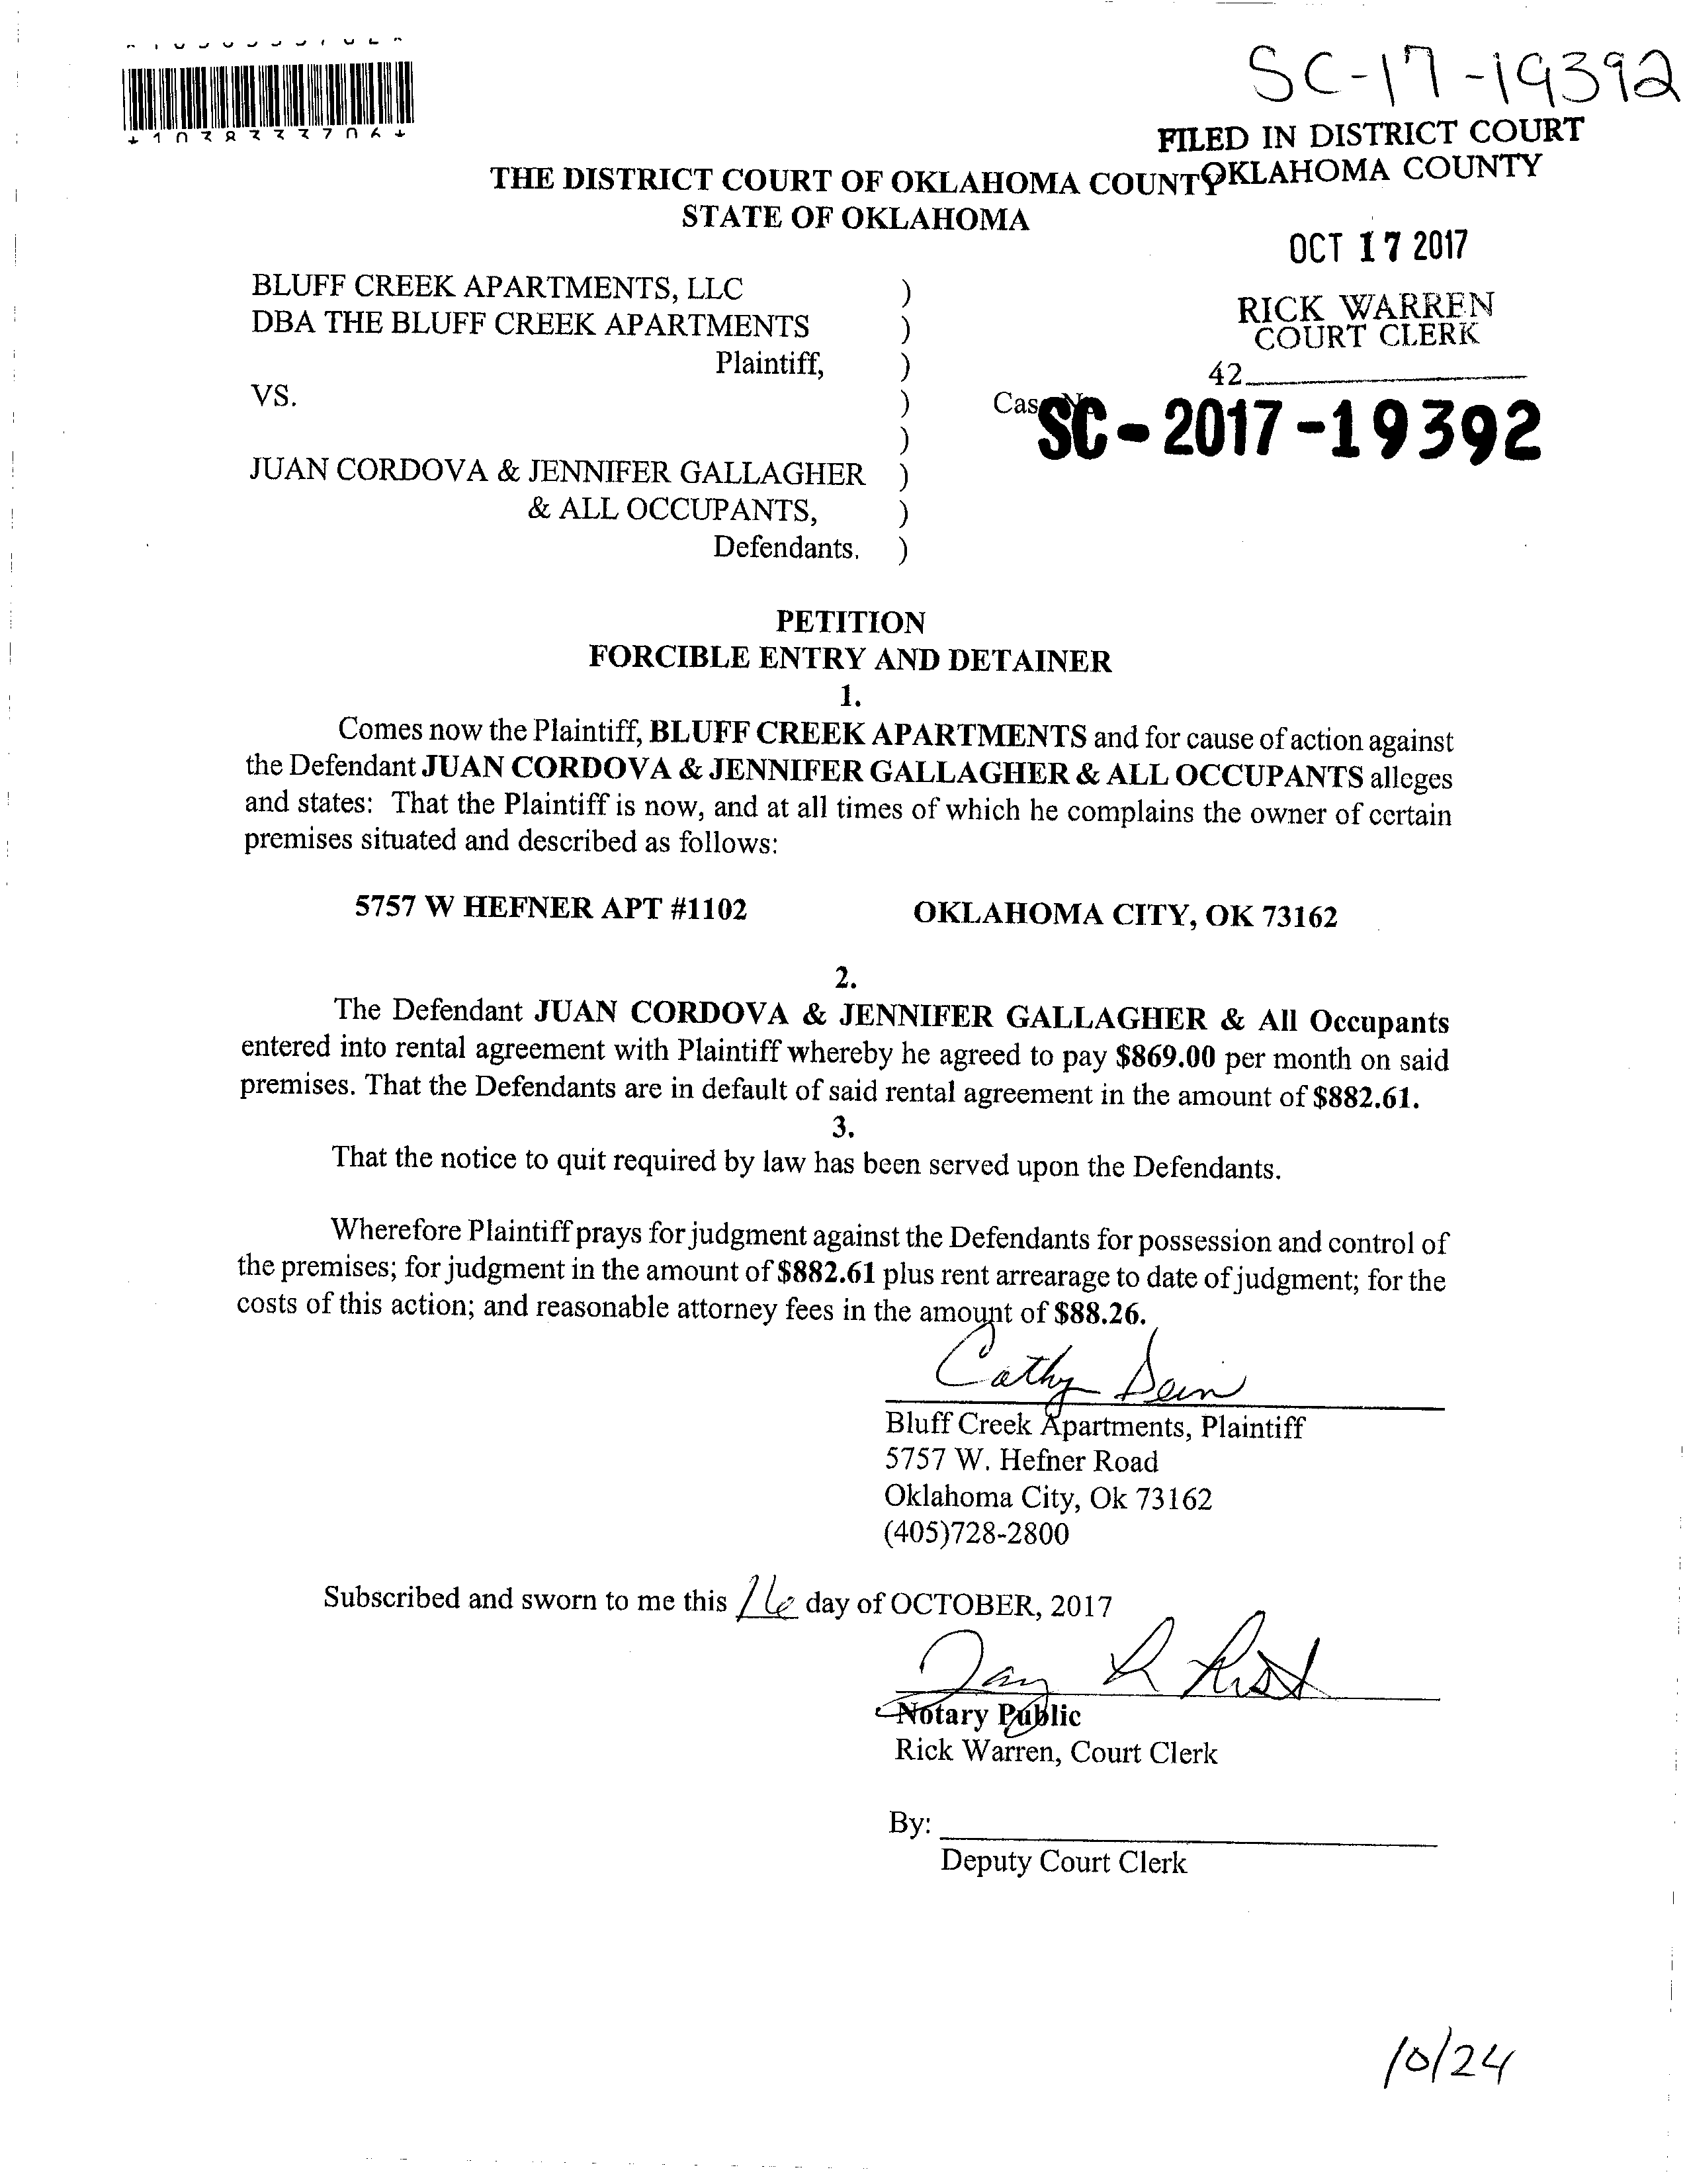 SC-17-19392
*1038333706*
FILED IN DISTRICT COURT
OKLAHOMA COUNTY
THE DISTRICT COURT OF OKLAHOMA COUNTY
STATE OF OKLAHOMA
OCT 17 2017
RICK WARREN
COURT CLERK
42
BLUFF CREEK APARTMENTS, LLC )
DBA THE BLUFF CREEK APARTMENTS )
Plaintiff, )
VS. ) Case No
SC-2017-19392
)
JUAN CORDOVA & JENNIFER GALLAGHER )
& ALL OCCUPANTS, )
Defendants. )
PETITION
FORCIBLE ENTRY AND DETAINER
1.
Comes now the Plaintiff, BLUFF CREEK APARTMENTS and for cause of action against
the Defendant JUAN CORDOVA & JENNIFER GALLAGHER & ALL OCCUPANTS alleges
and states: That the Plaintiff is now, and at all times of which he complains the owner of certain
premises situated and described as follows:
5757 W HEFNER APT #1102 OKLAHOMA CITY, OK 73162
2.
The Defendant JUAN CORDOVA & JENNIFER GALLAGHER & All Occupants
entered into rental agreement with Plaintiff whereby he agreed to pay $869.00 per month on said
premises. That the Defendants are in default of said rental agreement in the amount of $882.61.
3.
That the notice to quit required by law has been served upon the Defendants.
Wherefore Plaintiff prays for judgment against the Defendants for possession and control of
the premises; for judgment in the amount of $882.61 plus rent arrearage to date of judgment; for the
costs of this action; and reasonable attorney fees in the amount of $88.26.
Cathy
Bluff Creek Apartments, Plaintiff
5757 W. Hefner Road
Oklahoma City, Ok 73162
(405)728-2800
Subscribed and sworn to me this 16 day of OCTOBER, 2017
Notary Public
Rick Warren, Court Clerk
By:
Deputy Court Clerk
10/24